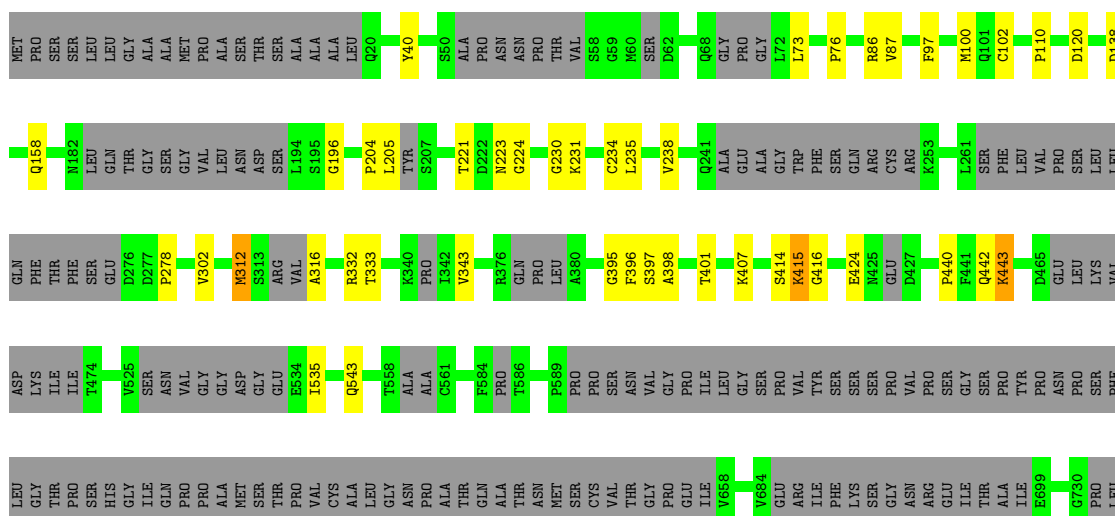 MET PRO SER SER LEU LEU GLY ALA ALA MET PRO ALA SER THR SER ALA ALA ALA LEU Q20 Y40 S50 ALA PRO ASN ASN PRO THR VAL S58 G59 M60 SER D62 Q68 GLY PRO GLY L72 L73 P76 R86 V87 F97 M100 Q101 C102 P110 D120 D138
Q158 N182 LEU GLN THR GLY SER GLY VAL LEU ASN ASP SER L194 S195 G196 P204 L205 TYR S207 T221 D222 N223 G224 G230 K231 C234 L235 V238 Q241 ALA GLU ALA GLY TRP PHE SER GLN ARG CYS ARG K253 L261 SER PHE LEU VAL PRO SER LEU LEU
GLN PHE THR PHE SER GLU D276 D277 P278 V302 M312 S313 ARG VAL A316 R332 T333 K340 PRO I342 V343 R376 GLN PRO LEU A380 G395 F396 S397 A398 T401 K407 S414 K415 G416 E424 N425 GLU D427 P440 F441 Q442 K443 D465 GLU LEU LYS VAL
ASP LYS ILE ILE T474 V525 SER ASN VAL GLY GLY ASP GLY GLU E534 I535 Q543 T558 ALA ALA C561 F584 PRO T586 P589 PRO PRO SER ASN VAL GLY PRO ILE LEU GLY SER PRO VAL TYR SER SER SER PRO VAL PRO SER GLY SER PRO TYR PRO ASN PRO SER PHE
LEU GLY THR PRO SER HIS GLY ILE GLN PRO PRO ALA MET SER THR PRO VAL CYS ALA LEU GLY ASN PRO ALA THR GLN ALA THR ASN MET SER CYS VAL THR GLY PRO GLU ILE V658 V684 GLU ARG ILE PHE LYS SER GLY ASN ARG GLU ILE THR ALA ILE E699 G730 PRO LEU